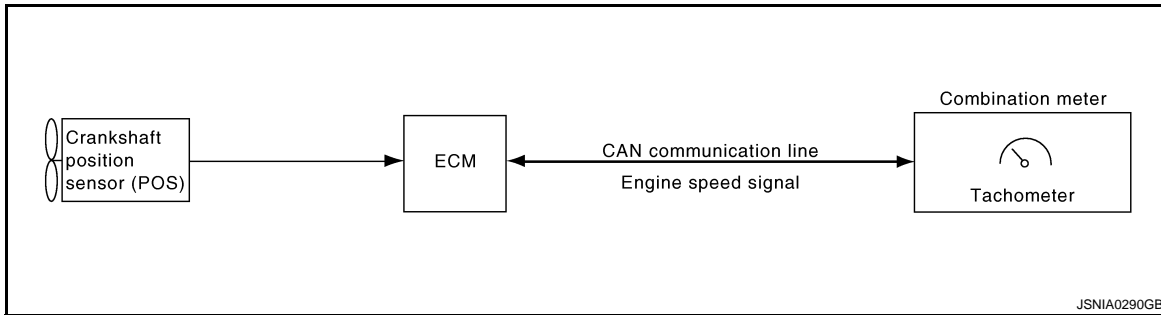 Crankshaft
position
sensor (POS)
ECM
CAN communication line
Engine speed signal
Combination meter
Tachometer
JSNIA0290GB